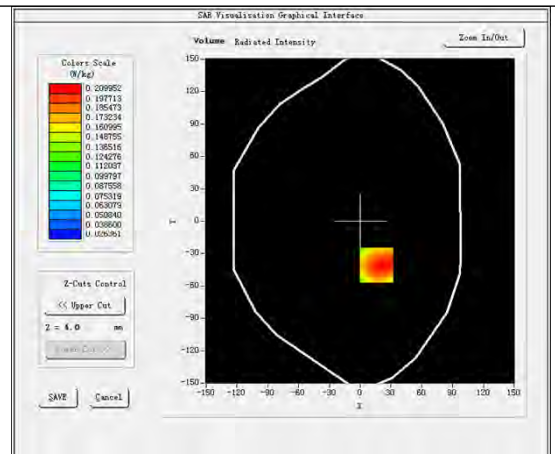 SAR Visualisation Graphical Interface
Volume Radiated Intensity
Zoom In/Out
Colors Scale
(W/kg)
0.209952
0.197713
0.185473
0.173234
0.160995
0.148755
0.136516
0.124276
0.112037
0.099797
0.087558
0.075319
0.063079
0.050840
0.038600
0.026361
Z-Cuts Control
<< Upper Cut
Z = 4.0 mm
SAVE Cancel
150
120
90
60
30
0
-30
-60
-90
-120
-150
Y
-150 -120 -90 -60 -30 0 30 60 90 120 150
X